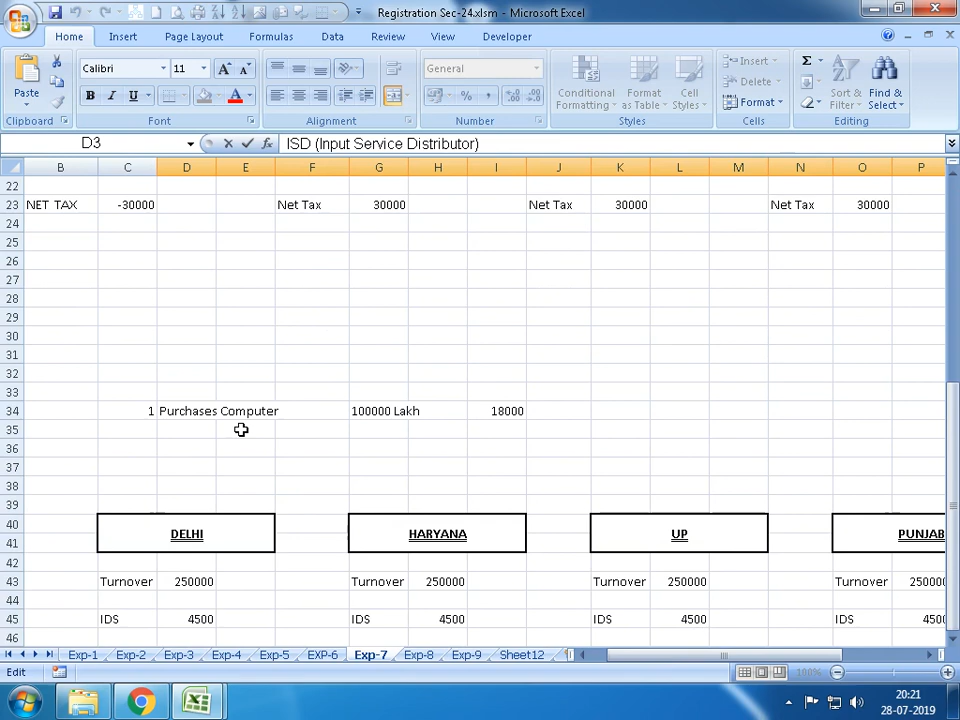 Registration Sec-24.xlsm - Microsoft Excel
Home Insert Page Layout Formulas Data Review View Developer
Calibri 11 General
Paste
B I U
Conditional Formatting Format as Table Cell Styles
Insert
Delete
Format
Sort & Filter Find & Select
Clipboard Font Alignment Number Styles Cells Editing
D3 ISD (Input Service Distributor)
B C D E F G H I J K L M N O P
22
23 NET TAX -30000 Net Tax 30000 Net Tax 30000 Net Tax 30000
24
25
26
27
28
29
30
31
32
33
34 1 Purchases Computer 100000 Lakh 18000
35
36
37
38
39
40
DELHI HARYANA UP PUNJAB
41
42
43 Turnover 250000 Turnover 250000 Turnover 250000 Turnover 250000
44
45 IDS 4500 IDS 4500 IDS 4500 IDS 4500
46
Exp-1 Exp-2 Exp-3 Exp-4 Exp-5 EXP-6 Exp-7 Exp-8 Exp-9 Sheet12
Edit 100%
20:21
28-07-2019